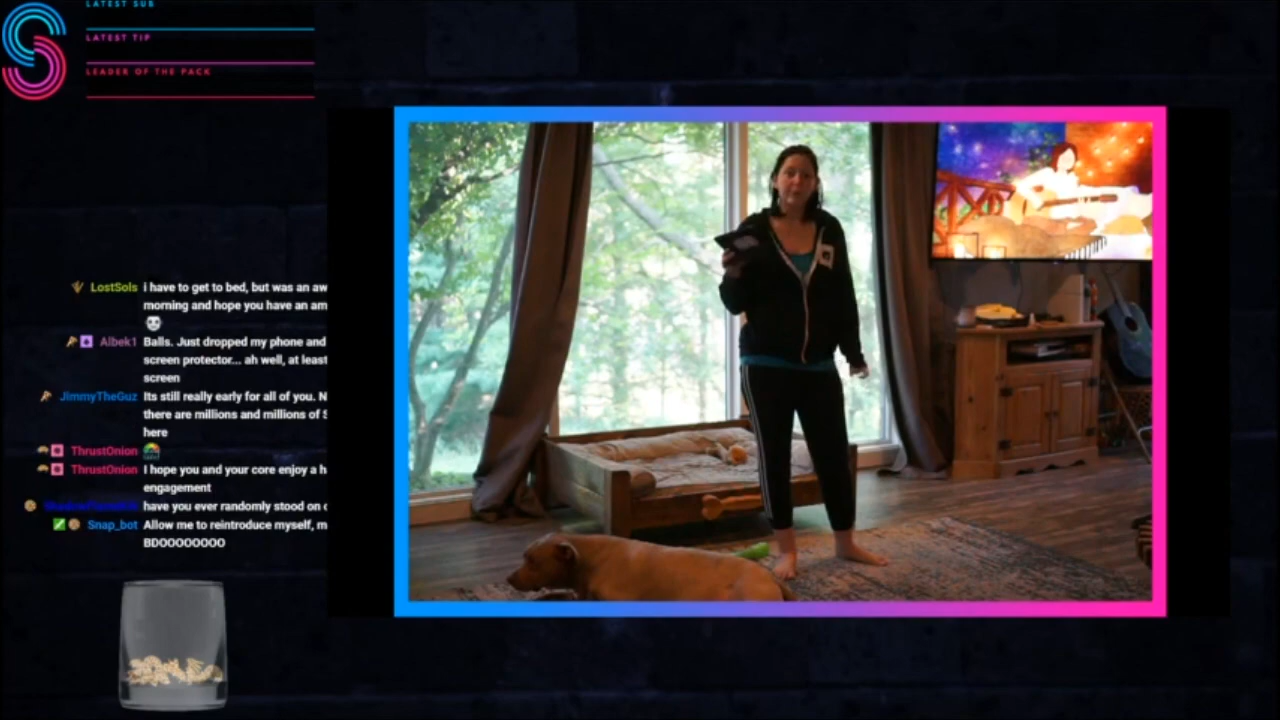 LATEST SUB
LATEST TIP
LEADER OF THE PACK
LostSols i have to get to bed, but was an aw
morning and hope you have an am
Albek1 Balls. Just dropped my phone and
screen protector... ah well, at least
screen
JimmyTheGuz Its still really early for all of you. N
there are millions and millions of S
here
ThrustOnion
ThrustOnion I hope you and your core enjoy a h
engagement
have you ever randomly stood on c
Snap_bot Allow me to reintroduce myself, m
BDOOOOOOOO